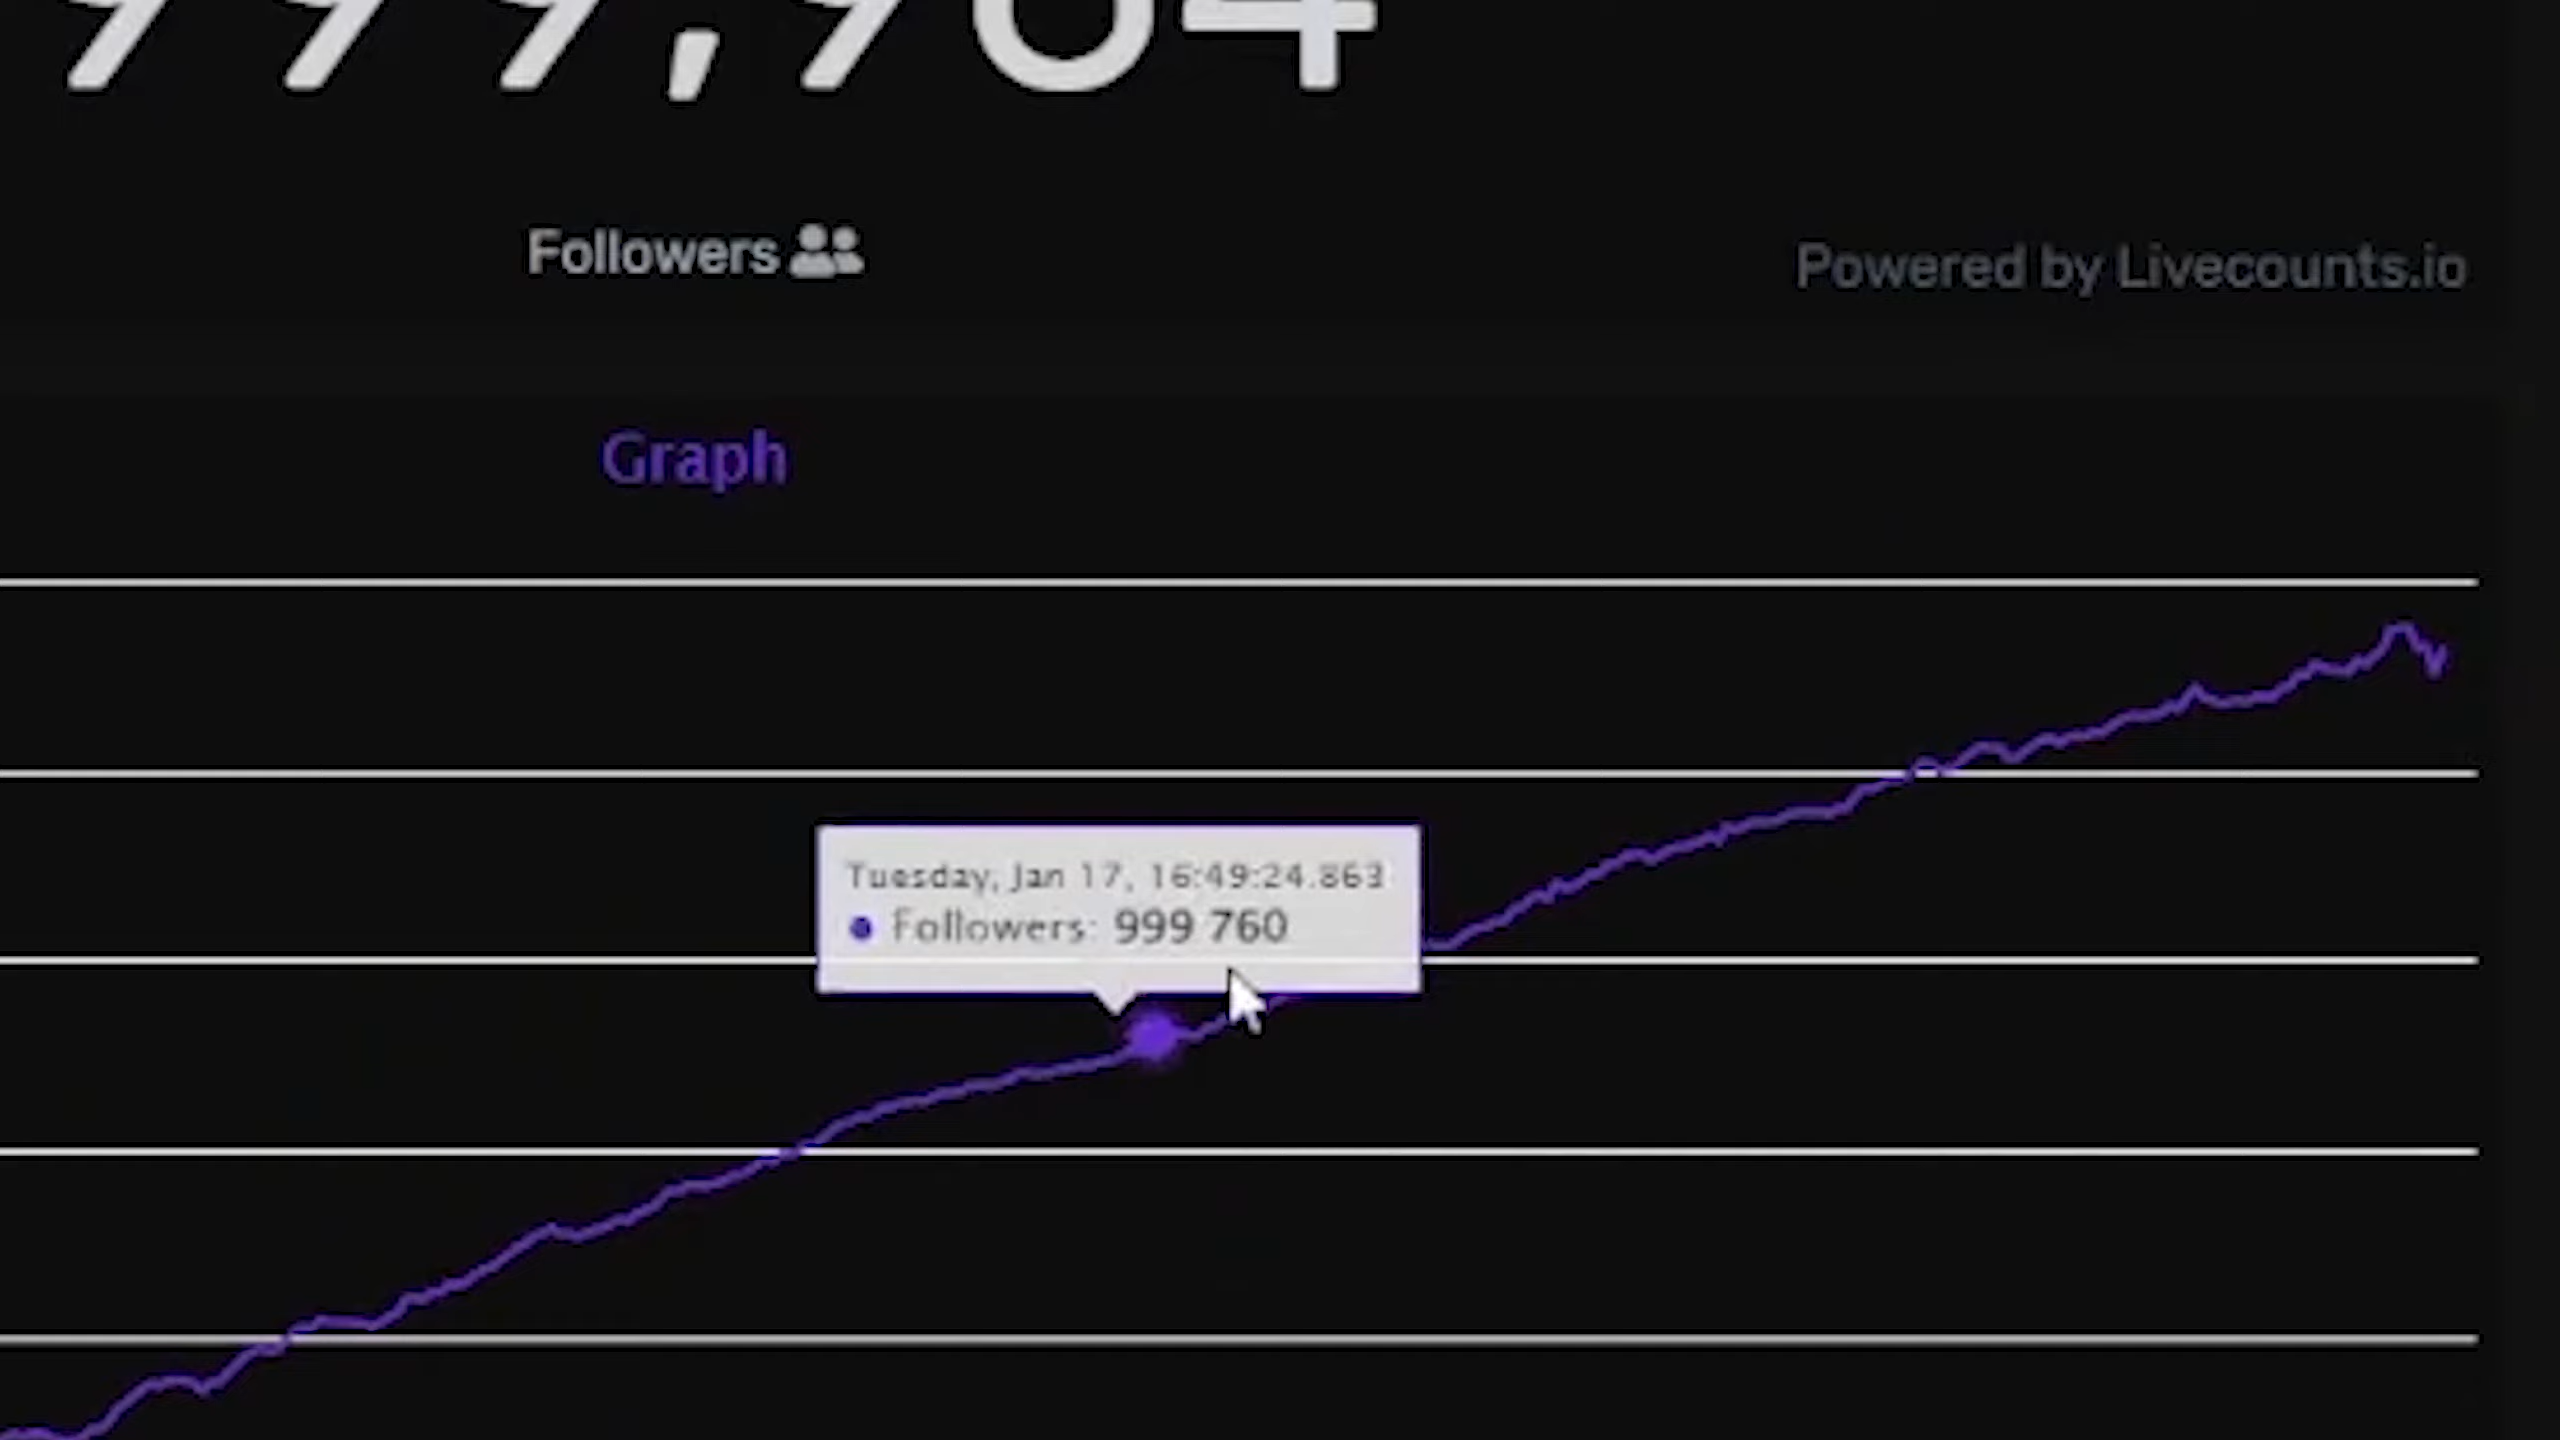 Followers
Powered by Livecounts.io
Graph
Tuesday, Jan 17, 16:49:24.863
Followers: 999 760